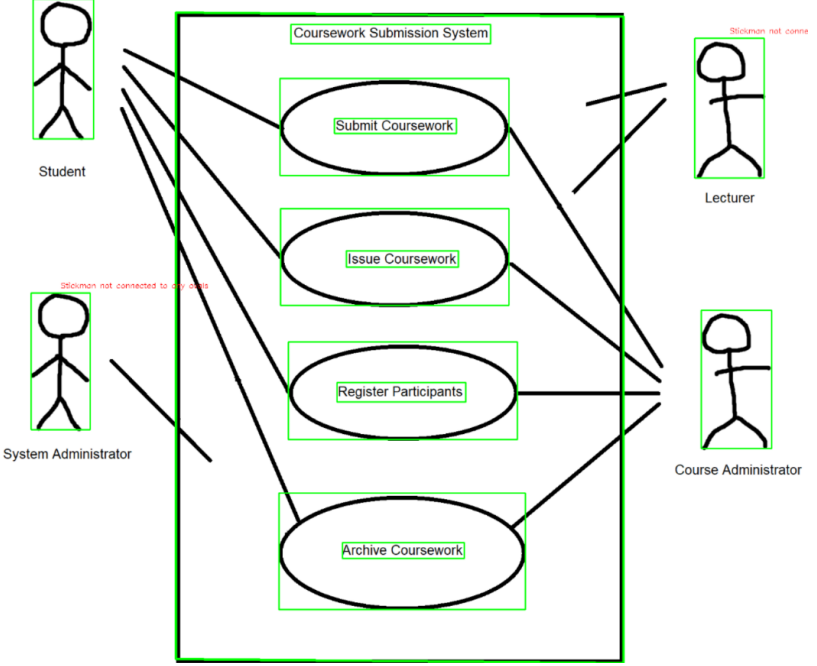 Stickman not conne
Coursework Submission System
Submit Coursework
Student
Lecturer
Issue Coursework
Stickman not connected to any ovals
Register Participants
System Administrator
Course Administrator
Archive Coursework